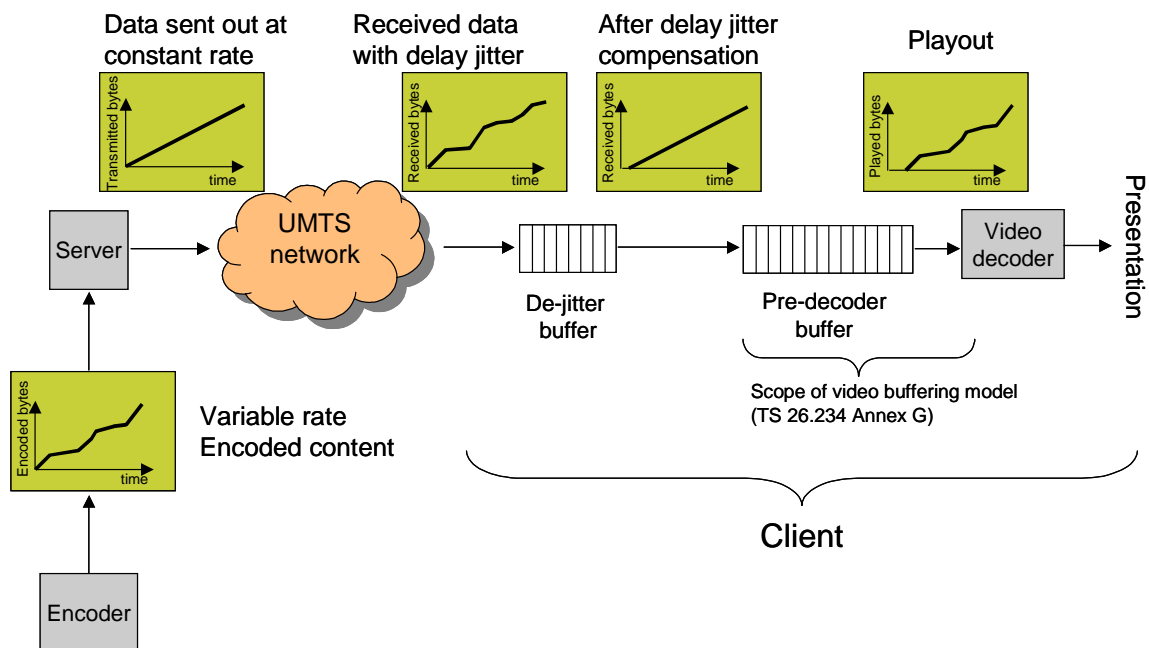 Data sent out at
constant rate
Received data
with delay jitter
After delay jitter
compensation
Playout
Transmitted bytes
time
Received bytes
time
Received bytes
time
Played bytes
time
Server
UMTS
network
De-jitter
buffer
Pre-decoder
buffer
Video
decoder
Presentation
Scope of video buffering model
(TS 26.234 Annex G)
Encoded bytes
time
Variable rate
Encoded content
Client
Encoder